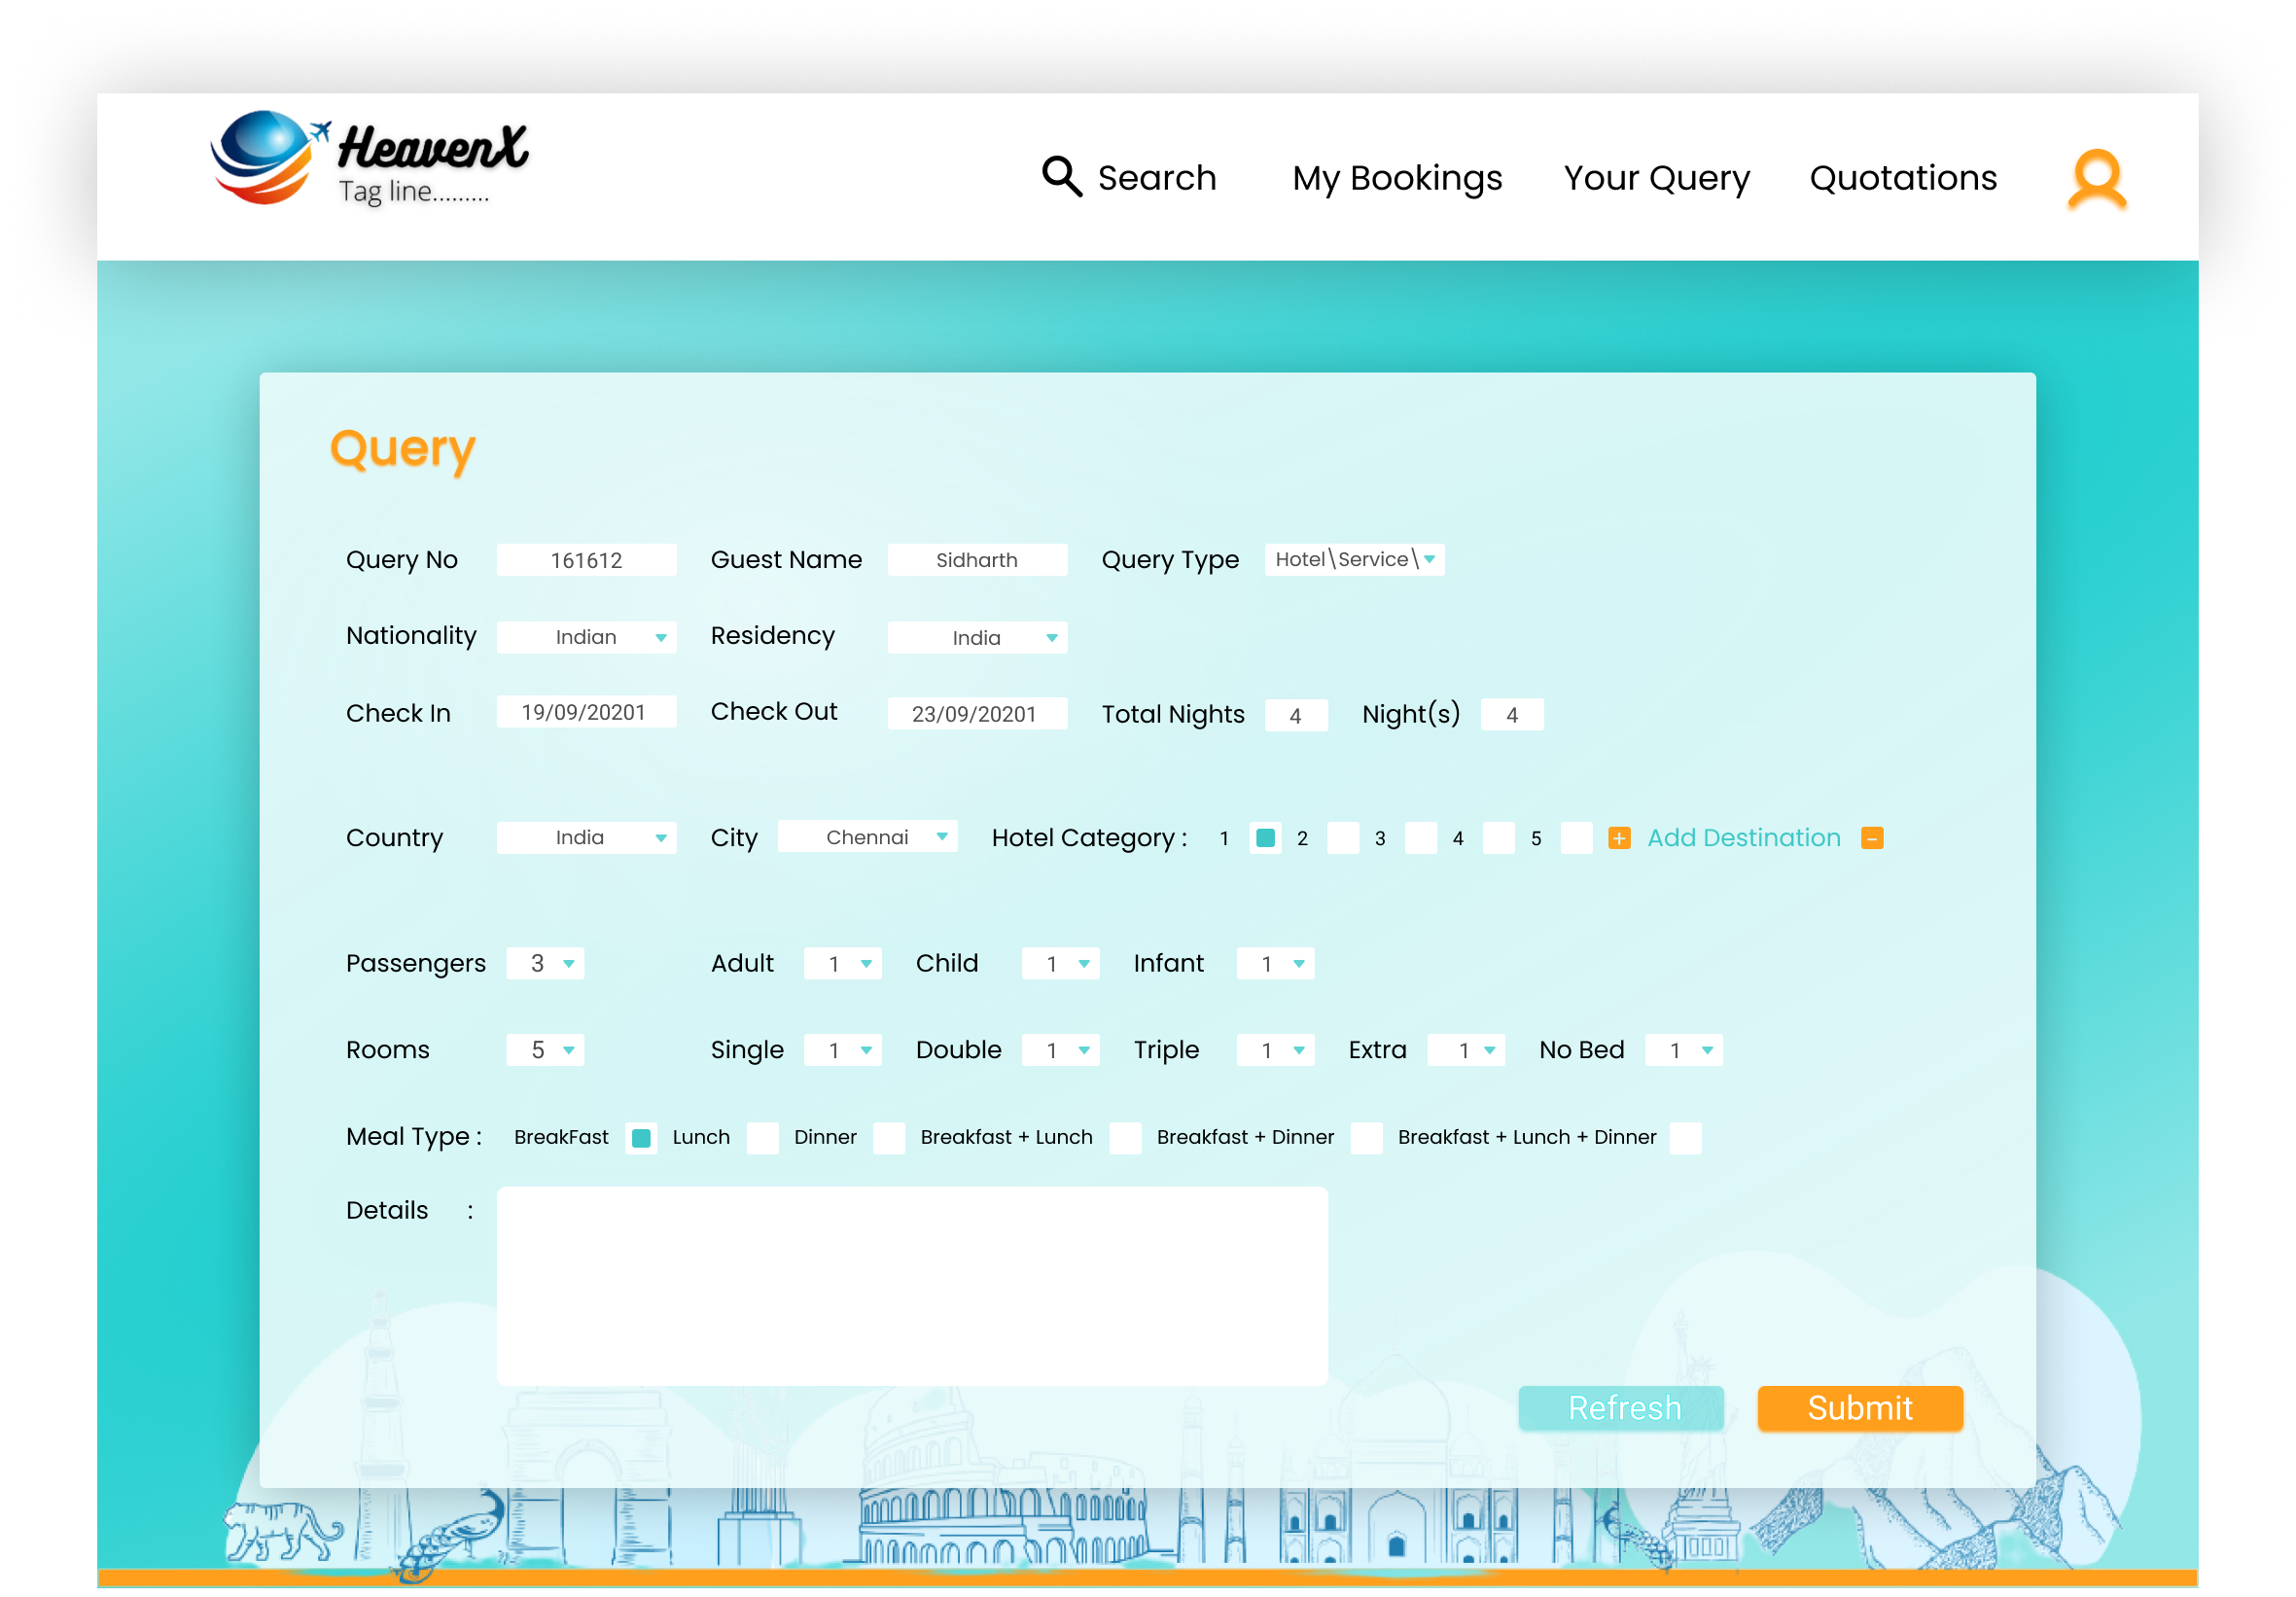 HeavenX
Tag line.........
Search My Bookings Your Query Quotations
Query
Query No 161612 Guest Name Sidharth Query Type Hotel\Service\
Nationality Indian Residency India
Check In 19/09/20201 Check Out 23/09/20201 Total Nights 4 Night(s) 4
Country India City Chennai Hotel Category : 1 2 3 4 5 + Add Destination -
Passengers 3 Adult 1 Child 1 Infant 1
Rooms 5 Single 1 Double 1 Triple 1 Extra 1 No Bed 1
Meal Type : BreakFast Lunch Dinner Breakfast + Lunch Breakfast + Dinner Breakfast + Lunch + Dinner
Details :
Refresh Submit